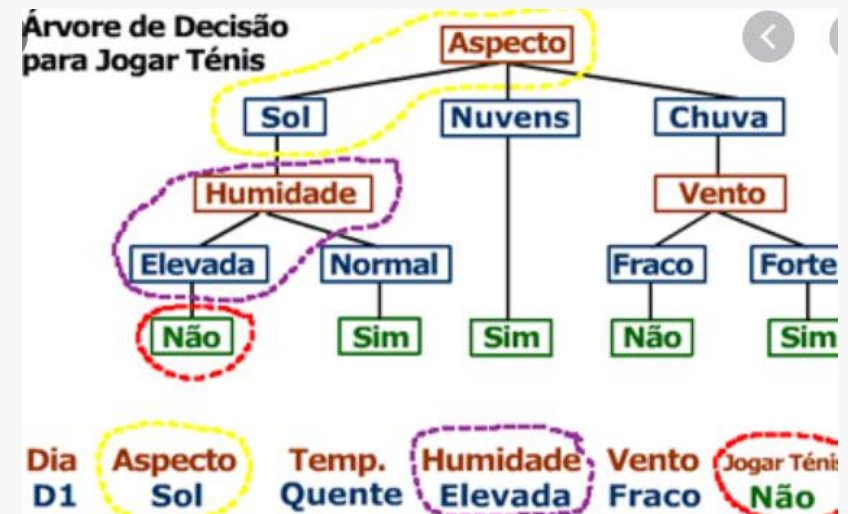 Árvore de Decisão
para Jogar Ténis
Aspecto
Sol Nuvens Chuva
Humidade Vento
Elevada Normal Fraco Forte
Não Sim Sim Não Sim
Dia Aspecto Temp. Humidade Vento Jogar Ténis
D1 Sol Quente Elevada Fraco Não